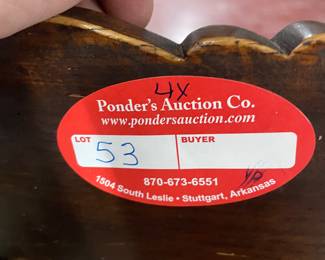 4x
Ponder's Auction Co.
www.pondersauction.com
LOT BUYER
53
870-673-6551
1504 South Leslie • Stuttgart, Arkansas